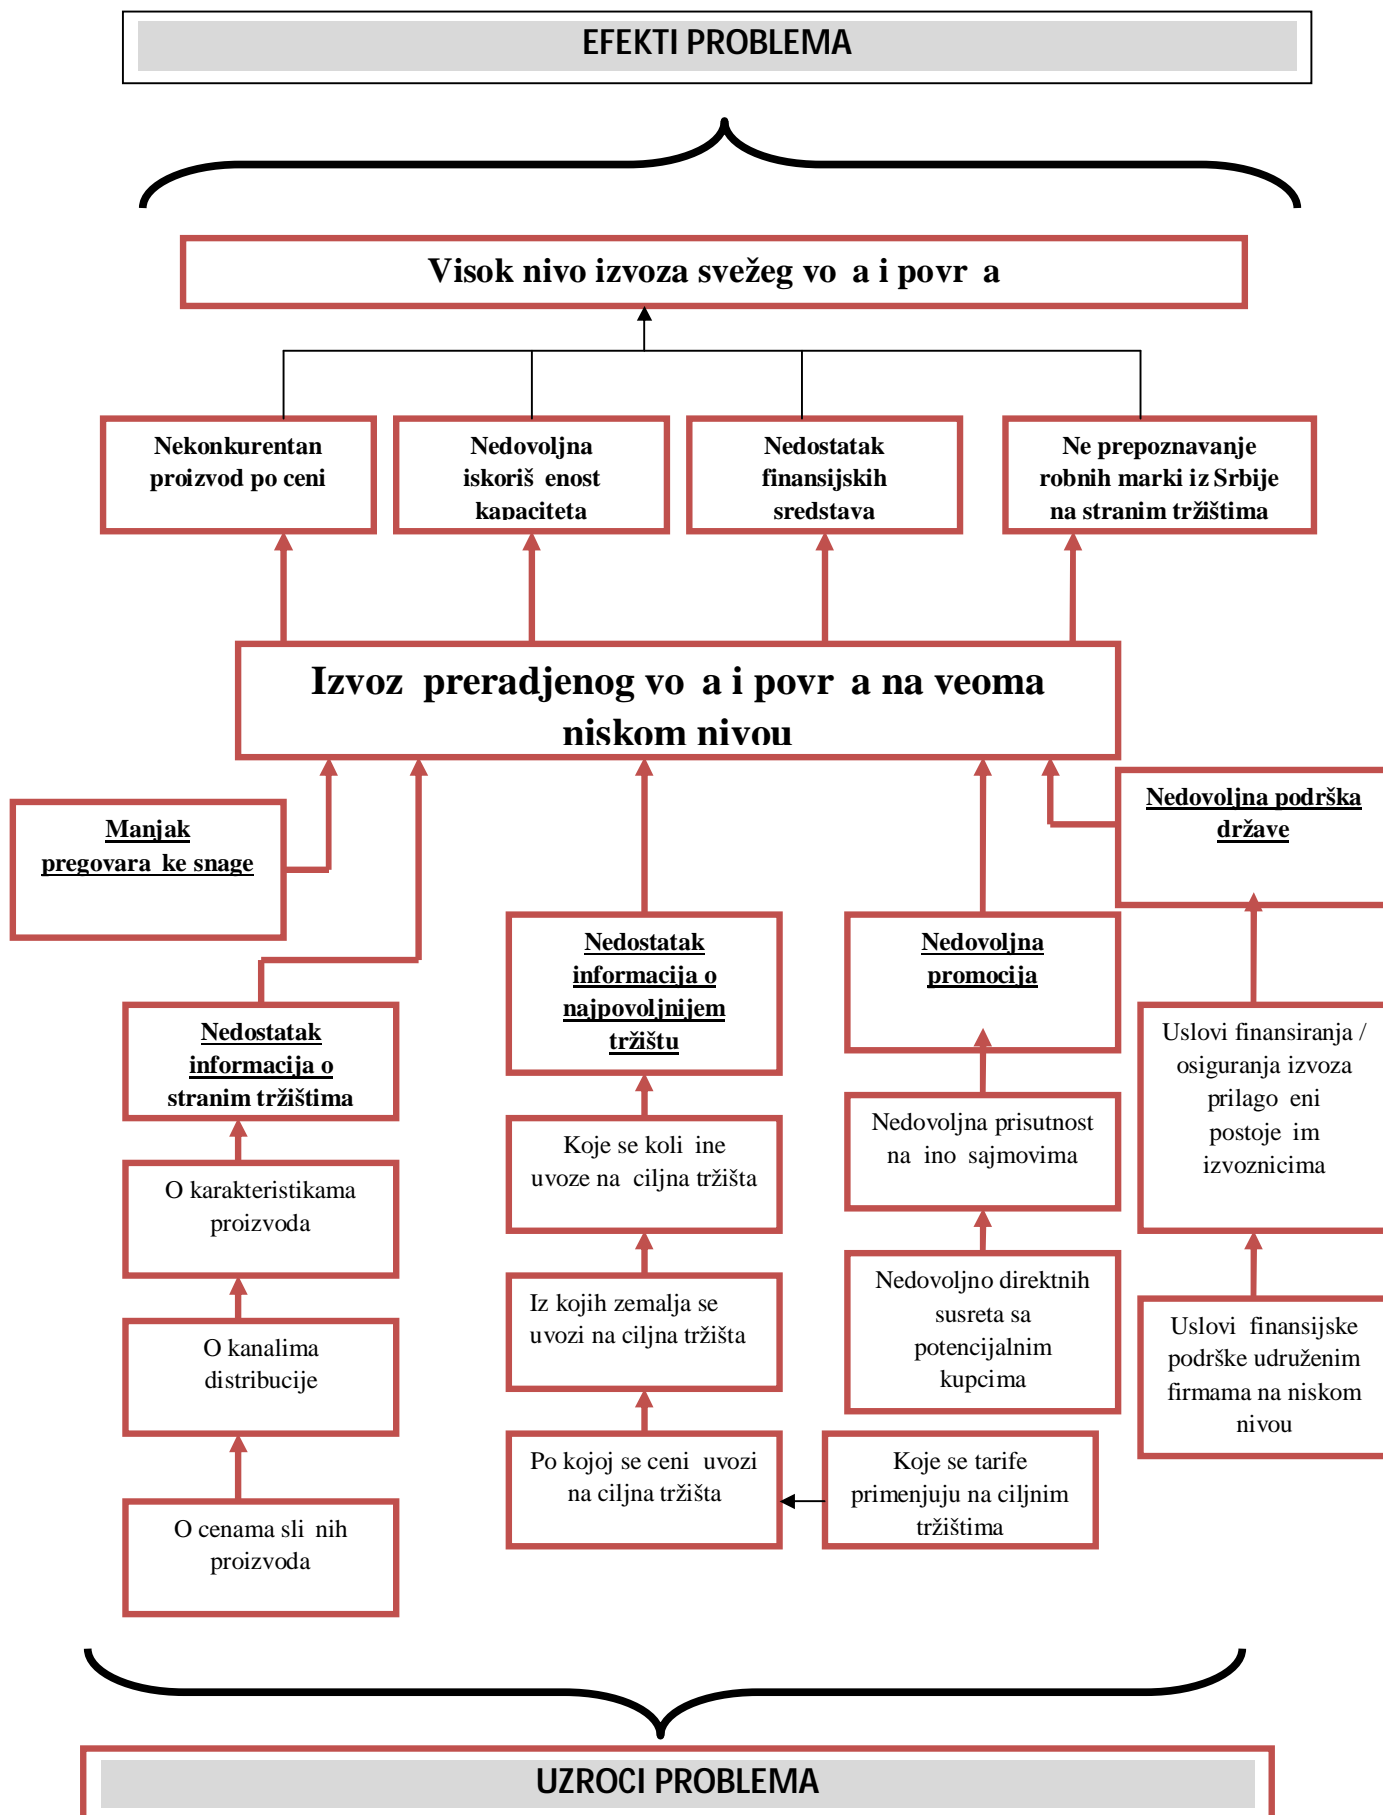 EFEKTI PROBLEMA
Visok nivo izvoza svežeg vo a i povr a
Nekonkurentan
proizvod po ceni
Nedovoljna
iskoriš enost
kapaciteta
Nedostatak
finansijskih
sredstava
Ne prepoznavanje
robnih marki iz Srbije
na stranim tržištima
Izvoz preradjenog vo a i povr a na veoma
niskom nivou
Manjak
pregovara ke snage
Nedovoljna podrška
države
Nedostatak
informacija o
stranim tržištima
O karakteristikama
proizvoda
O kanalima
distribucije
O cenama sli nih
proizvoda
Nedostatak
informacija o
najpovoljnijem
tržištu
Koje se koli ine
uvoze na ciljna tržišta
Iz kojih zemalja se
uvozi na ciljna tržišta
Po kojoj se ceni uvozi
na ciljna tržišta
Koje se tarife
primenjuju na ciljnim
tržištima
Nedovoljna
promocija
Nedovoljna prisutnost
na ino sajmovima
Nedovoljno direktnih
susreta sa
potencijalnim
kupcima
Uslovi finansiranja /
osiguranja izvoza
prilago eni
postoje im
izvoznicima
Uslovi finansijske
podrške udruženim
firmama na niskom
nivou
UZROCI PROBLEMA